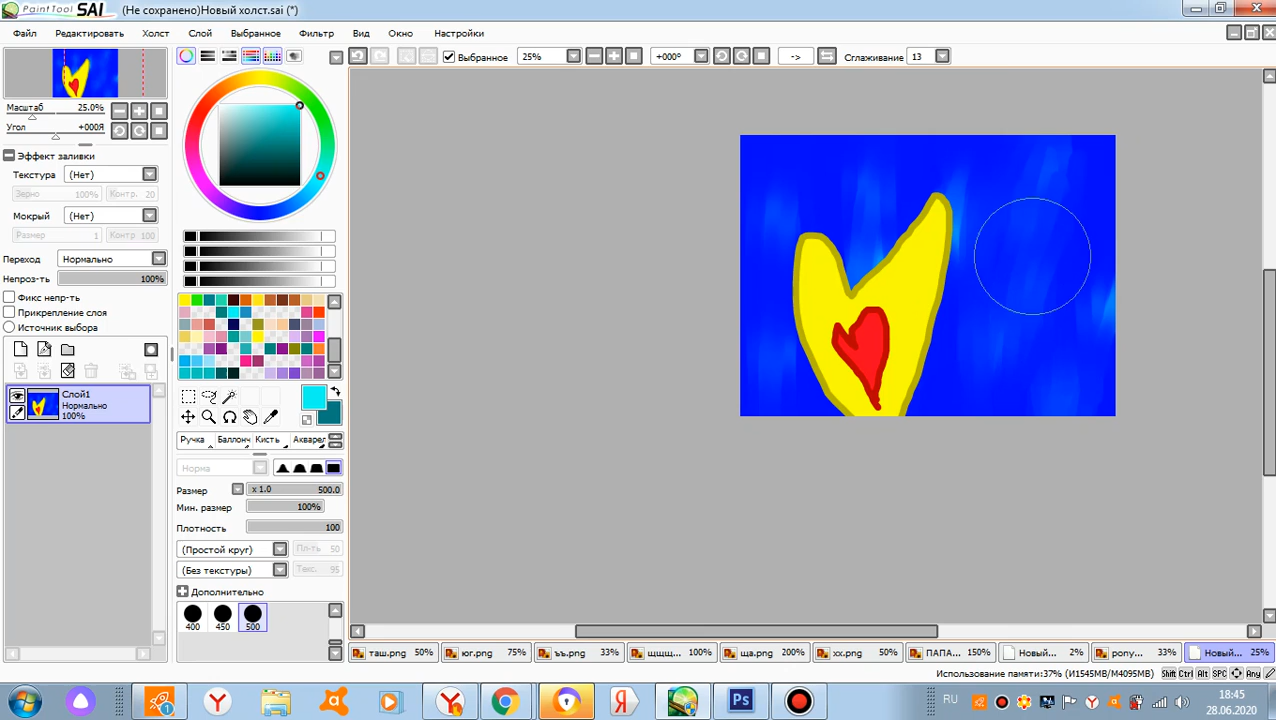 PaintTool SAI (Не сохранено)Новый холст.sai (*)
Файл Редактировать Холст Слой Выбранное Фильтр Вид Окно Настройки
Выбранное 25% +000º -> Сглаживание 13
Масштаб 25.0%
Угол +000Я
Эффект заливки
Текстура (Нет)
Зерно 100% Контр. 20
Мокрый (Нет)
Размер 1 Контр 100
Переход Нормально
Непроз-ть 100%
Фикс непр-ть
Прикрепление слоя
Источник выбора
Слой1
Нормально
100%
Ручка Баллон Кисть Акварел
Норма
Размер x 1.0 500.0
Мин. размер 100%
Плотность 100
(Простой круг) Пл-ть 50
(Без текстуры) Текс. 95
Дополнительно
400 450 500
таш.png 50% юг.png 75% ъъ.png 33% щщщ... 100% ща.png 200% хх.png 50% ПАПА... 150% Новый... 2% pony... 33% Новый... 25%
Использование памяти:37% (И1545МВ/М4095МВ) Shift Ctrl Alt SPC Any
RU 18:45
28.06.2020